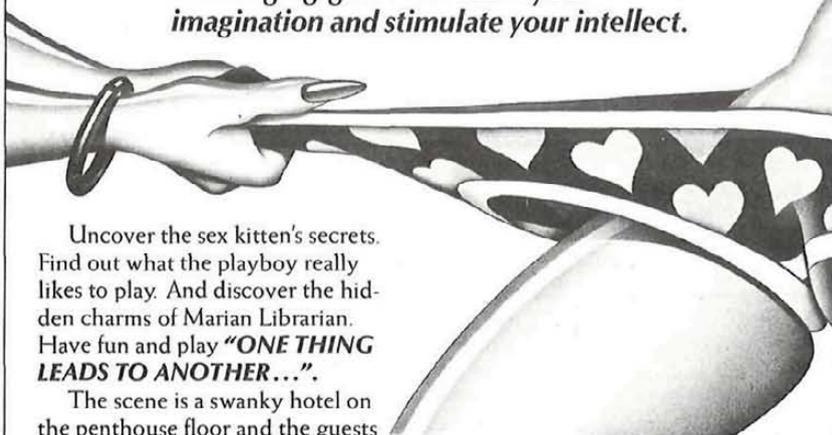 imagination and stimulate your intellect.
Uncover the sex kitten's secrets.
Find out what the playboy really
likes to play. And discover the hid-
den charms of Marian Librarian.
Have fun and play "ONE THING
LEADS TO ANOTHER...".
The scene is a swanky hotel on
the penthouse floor and the guests